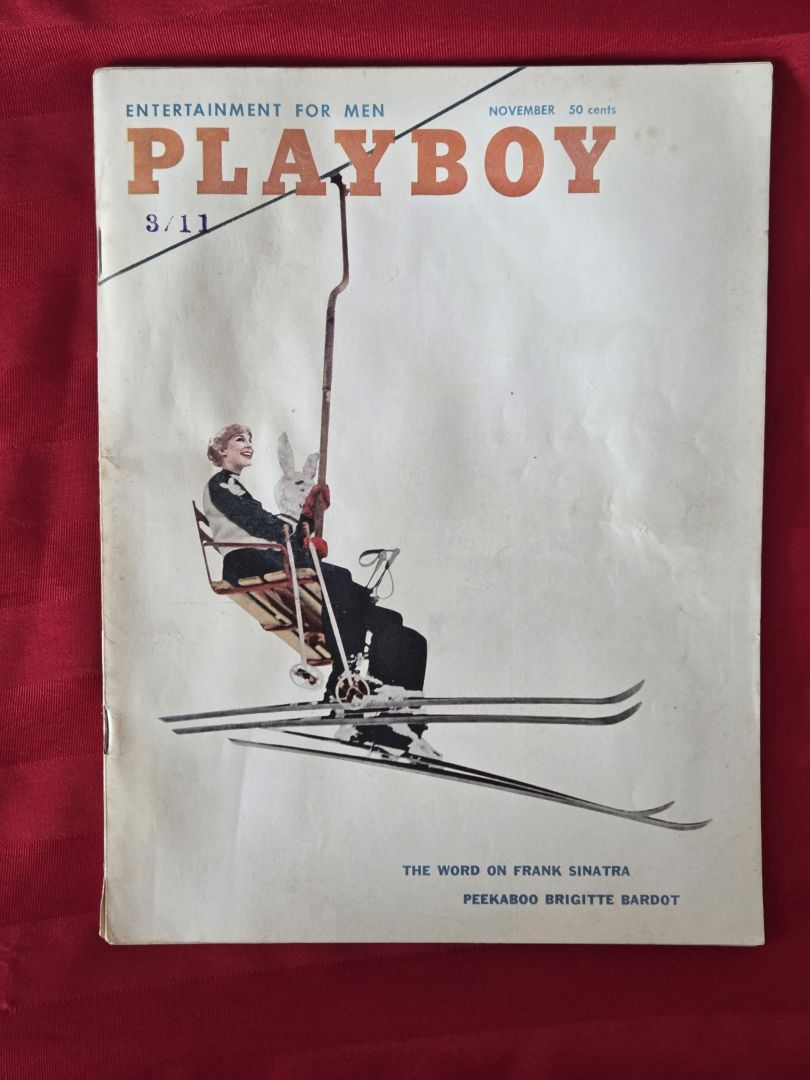 ENTERTAINMENT FOR MEN
NOVEMBER 50 cents
PLAYBOY
3/11
THE WORD ON FRANK SINATRA
PEEKABOO BRIGITTE BARDOT